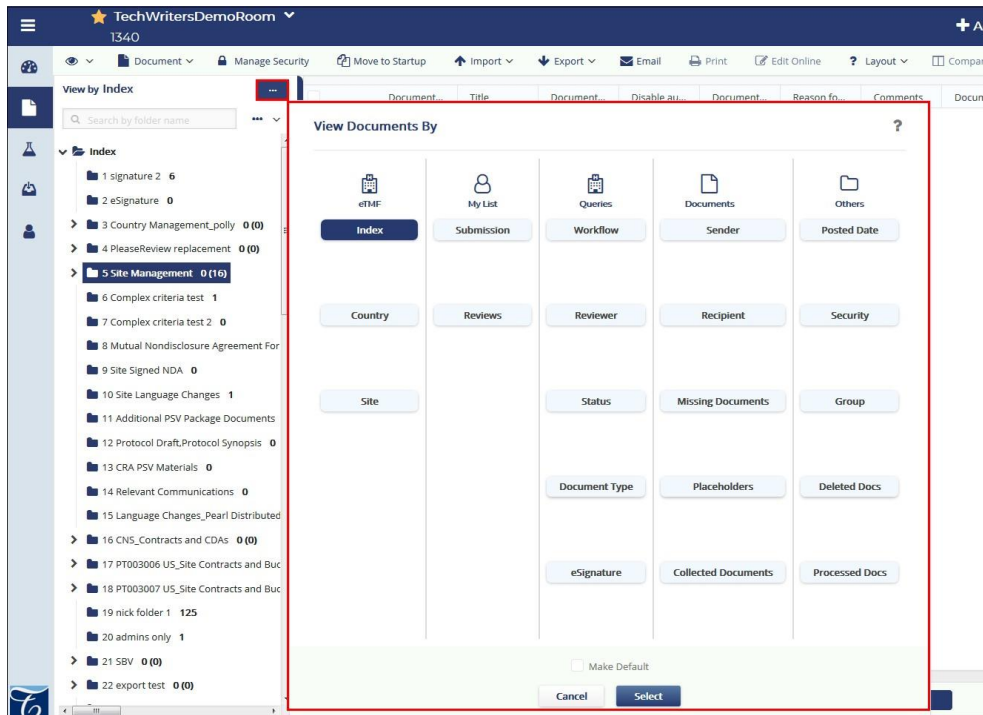 TechWritersDemoRoom
1340
Document
Manage Security
Move to Startup
Import
Export
Email
Print
Edit Online
? Layout
View by Index
...
Search by folder name
Index
1 signature 2 6
2 eSignature 0
3 Country Management_polly 0 (0)
4 PleaseReview replacement 0 (0)
5 Site Management 0 (16)
6 Complex criteria test 1
7 Complex criteria test 2 0
8 Mutual Nondisclosure Agreement For
9 Site Signed NDA 0
10 Site Language Changes 1
11 Additional PSV Package Documents
12 Protocol Draft,Protocol Synopsis 0
13 CRA PSV Materials 0
14 Relevant Communications 0
15 Language Changes_Pearl Distributed
16 CNS_Contracts and CDAs 0 (0)
17 PT003006 US_Site Contracts and Buc
18 PT003007 US_Site Contracts and Buc
19 nick folder 1 125
20 admins only 1
21 SBV 0 (0)
22 export test 0 (0)
Document... Title Document... Disable au... Document... Reason fo... Comments
View Documents By ?
eTMF My List Queries Documents Others
Index Submission Workflow Sender Posted Date
Country Reviews Reviewer Recipient Security
Site Status Missing Documents Group
Document Type Placeholders Deleted Docs
eSignature Collected Documents Processed Docs
Make Default
Cancel Select